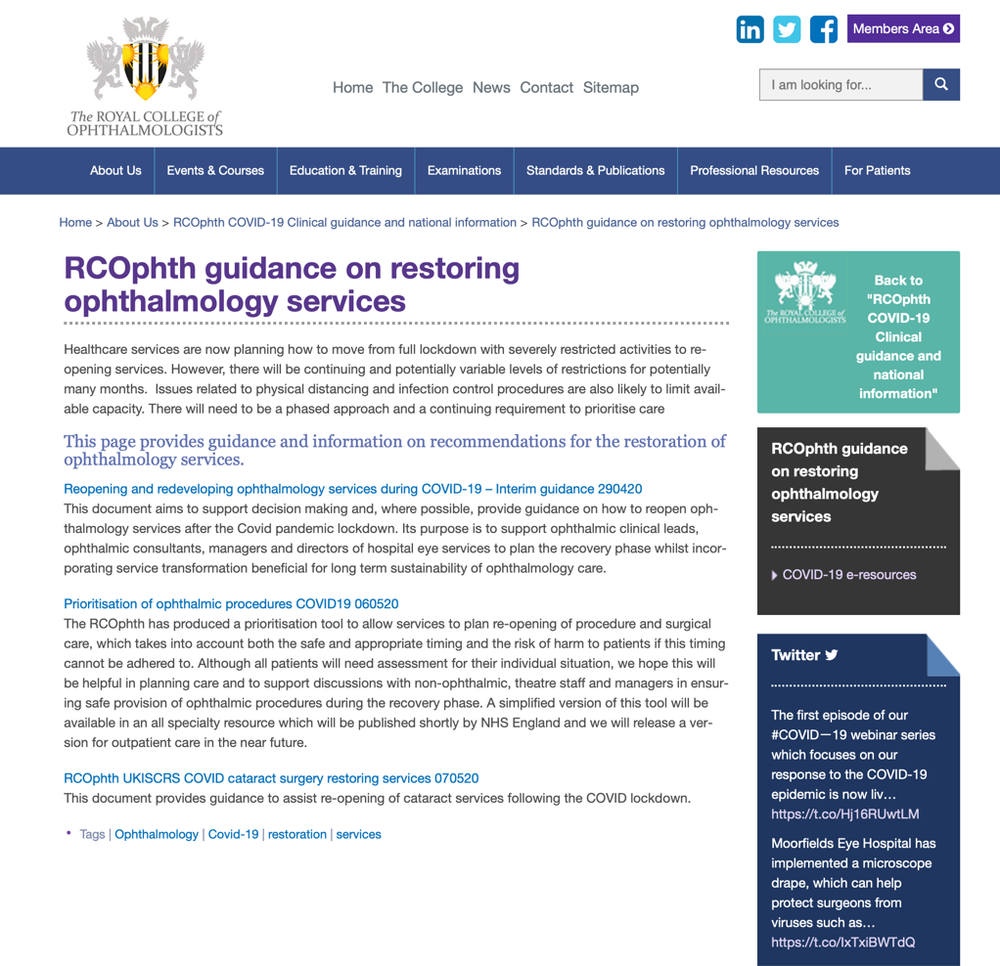 The ROYAL COLLEGE of
OPHTHALMOLOGISTS
Home The College News Contact Sitemap
Members Area
I am looking for...
About Us
Events & Courses
Education & Training
Examinations
Standards & Publications
Professional Resources
For Patients
Home > About Us > RCOphth COVID-19 Clinical guidance and national information > RCOphth guidance on restoring ophthalmology services
RCOphth guidance on restoring
ophthalmology services
Healthcare services are now planning how to move from full lockdown with severely restricted activities to re-
opening services. However, there will be continuing and potentially variable levels of restrictions for potentially
many months.  Issues related to physical distancing and infection control procedures are also likely to limit avail-
able capacity. There will need to be a phased approach and a continuing requirement to prioritise care
This page provides guidance and information on recommendations for the restoration of
ophthalmology services.
Reopening and redeveloping ophthalmology services during COVID-19 – Interim guidance 290420
This document aims to support decision making and, where possible, provide guidance on how to reopen oph-
thalmology services after the Covid pandemic lockdown. Its purpose is to support ophthalmic clinical leads,
ophthalmic consultants, managers and directors of hospital eye services to plan the recovery phase whilst incor-
porating service transformation beneficial for long term sustainability of ophthalmology care.
Prioritisation of ophthalmic procedures COVID19 060520
The RCOphth has produced a prioritisation tool to allow services to plan re-opening of procedure and surgical
care, which takes into account both the safe and appropriate timing and the risk of harm to patients if this timing
cannot be adhered to. Although all patients will need assessment for their individual situation, we hope this will
be helpful in planning care and to support discussions with non-ophthalmic, theatre staff and managers in ensur-
ing safe provision of ophthalmic procedures during the recovery phase. A simplified version of this tool will be
available in an all specialty resource which will be published shortly by NHS England and we will release a ver-
sion for outpatient care in the near future.
RCOphth UKISCRS COVID cataract surgery restoring services 070520
This document provides guidance to assist re-opening of cataract services following the COVID lockdown.
• Tags | Ophthalmology | Covid-19 | restoration | services
The ROYAL COLLEGE of
OPHTHALMOLOGISTS
Back to
"RCOphth
COVID-19
Clinical
guidance and
national
information"
RCOphth guidance
on restoring
ophthalmology
services
COVID-19 e-resources
Twitter
The first episode of our
#COVID—19 webinar series
which focuses on our
response to the COVID-19
epidemic is now liv…
https://t.co/Hj16RUwtLM
Moorfields Eye Hospital has
implemented a microscope
drape, which can help
protect surgeons from
viruses such as…
https://t.co/IxTxiBWTdQ